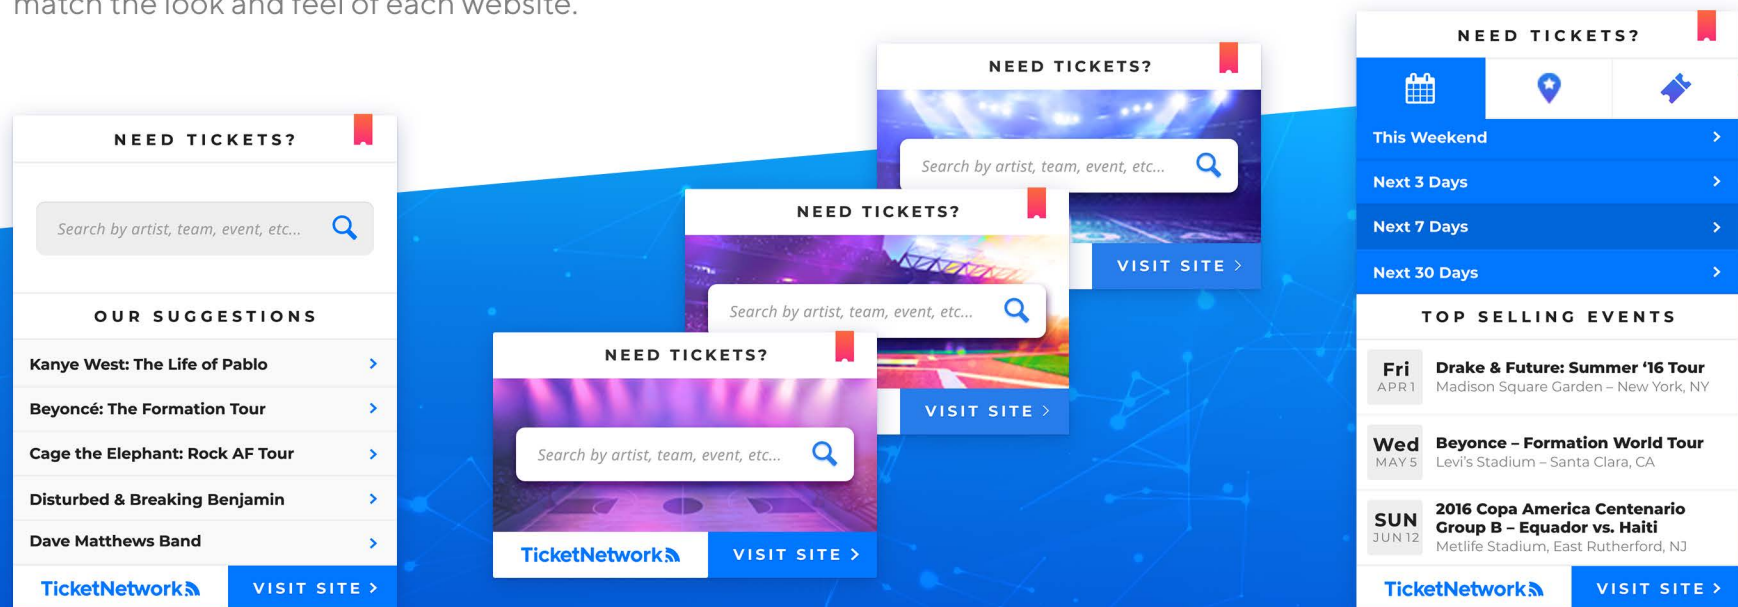 match the look and feel of each website.
NEED TICKETS?
Search by artist, team, event, etc...
OUR SUGGESTIONS
Kanye West: The Life of Pablo
Beyoncé: The Formation Tour
Cage the Elephant: Rock AF Tour
Disturbed & Breaking Benjamin
Dave Matthews Band
TicketNetwork
VISIT SITE
NEED TICKETS?
Search by artist, team, event, etc...
TicketNetwork
VISIT SITE
NEED TICKETS?
Search by artist, team, event, etc...
VISIT SITE
NEED TICKETS?
Search by artist, team, event, etc...
VISIT SITE
NEED TICKETS?
This Weekend
Next 3 Days
Next 7 Days
Next 30 Days
TOP SELLING EVENTS
Fri
APR 1
Drake & Future: Summer ‘16 Tour
Madison Square Garden – New York, NY
Wed
MAY 5
Beyonce – Formation World Tour
Levi’s Stadium – Santa Clara, CA
SUN
JUN 12
2016 Copa America Centenario
Group B – Equador vs. Haiti
Metlife Stadium, East Rutherford, NJ
TicketNetwork
VISIT SITE